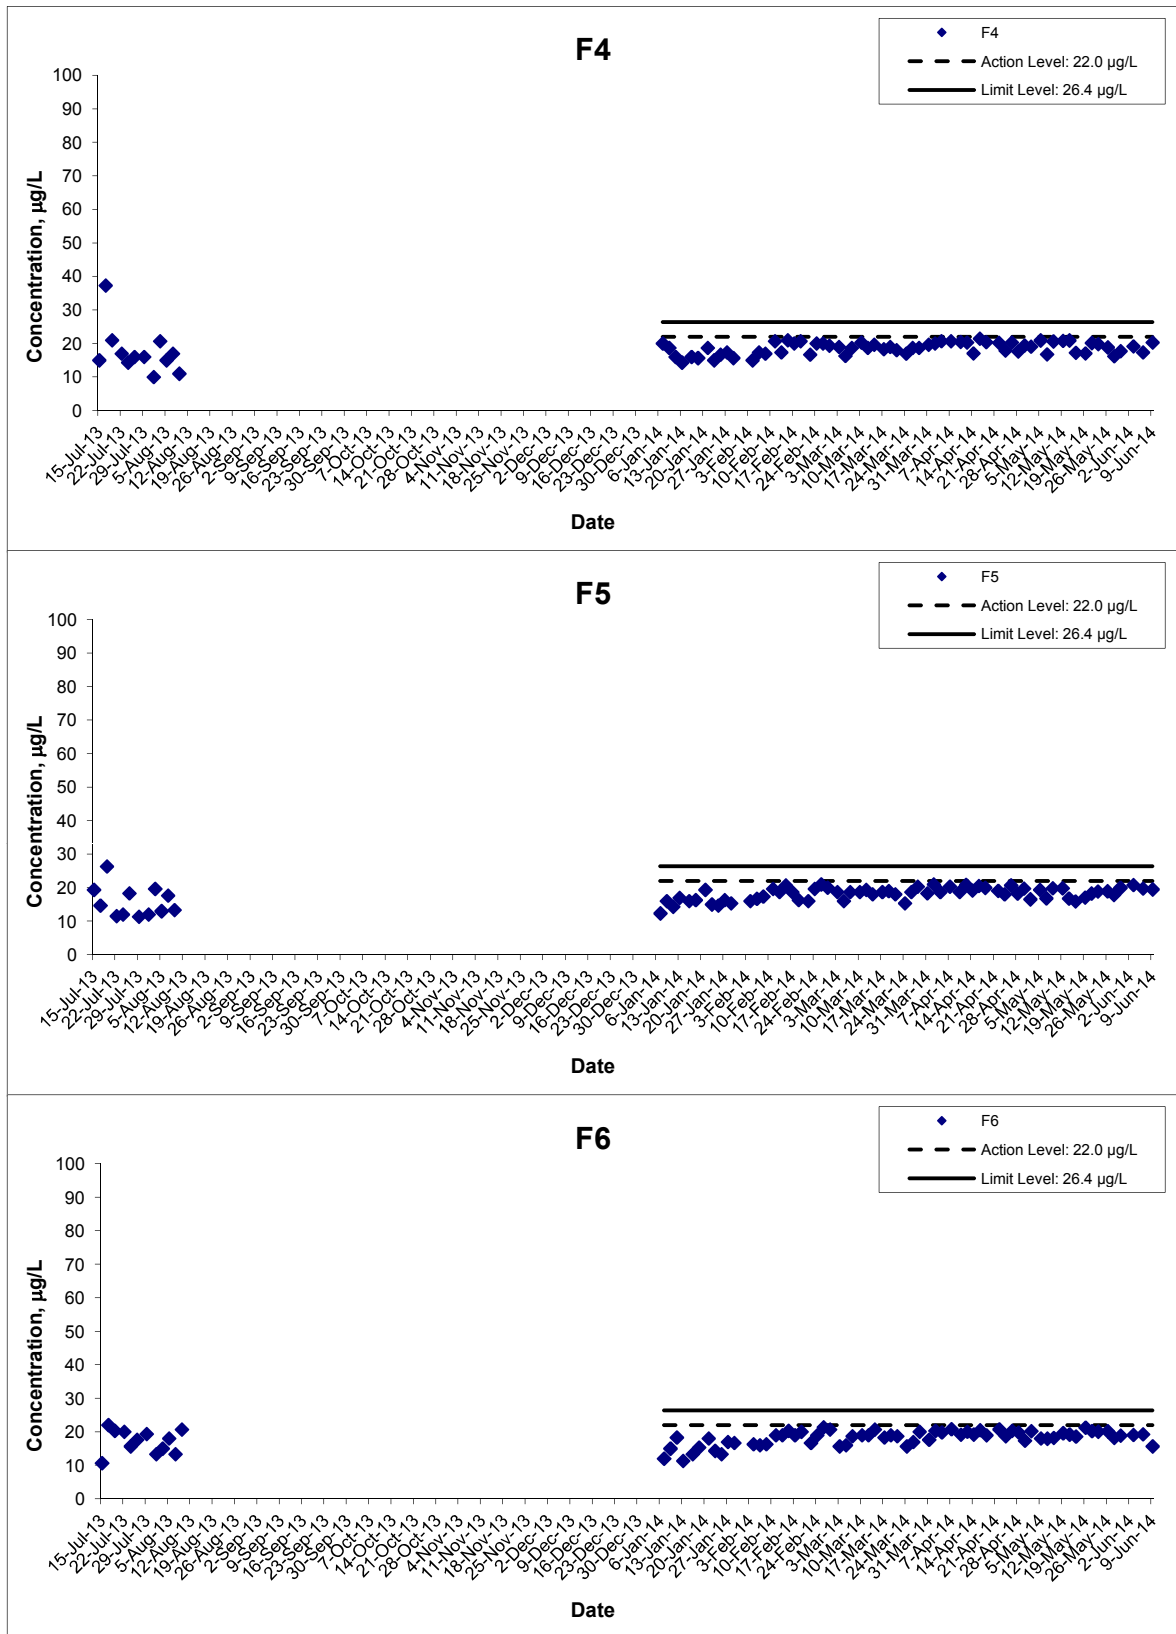 F4
F4
Action Level: 22.0 µg/L
Limit Level: 26.4 µg/L
Concentration, µg/L
100
90
80
70
60
50
40
30
20
10
0
15-Jul-13
22-Jul-13
29-Jul-13
5-Aug-13
12-Aug-13
19-Aug-13
26-Aug-13
2-Sep-13
9-Sep-13
16-Sep-13
23-Sep-13
30-Sep-13
7-Oct-13
14-Oct-13
21-Oct-13
28-Oct-13
4-Nov-13
11-Nov-13
18-Nov-13
25-Nov-13
2-Dec-13
9-Dec-13
16-Dec-13
23-Dec-13
30-Dec-13
6-Jan-14
13-Jan-14
20-Jan-14
27-Jan-14
3-Feb-14
10-Feb-14
17-Feb-14
24-Feb-14
3-Mar-14
10-Mar-14
17-Mar-14
24-Mar-14
31-Mar-14
7-Apr-14
14-Apr-14
21-Apr-14
28-Apr-14
5-May-14
12-May-14
19-May-14
26-May-14
2-Jun-14
9-Jun-14
Date
F5
F5
Action Level: 22.0 µg/L
Limit Level: 26.4 µg/L
Concentration, µg/L
100
90
80
70
60
50
40
30
20
10
0
15-Jul-13
22-Jul-13
29-Jul-13
5-Aug-13
12-Aug-13
19-Aug-13
26-Aug-13
2-Sep-13
9-Sep-13
16-Sep-13
23-Sep-13
30-Sep-13
7-Oct-13
14-Oct-13
21-Oct-13
28-Oct-13
4-Nov-13
11-Nov-13
18-Nov-13
25-Nov-13
2-Dec-13
9-Dec-13
16-Dec-13
23-Dec-13
30-Dec-13
6-Jan-14
13-Jan-14
20-Jan-14
27-Jan-14
3-Feb-14
10-Feb-14
17-Feb-14
24-Feb-14
3-Mar-14
10-Mar-14
17-Mar-14
24-Mar-14
31-Mar-14
7-Apr-14
14-Apr-14
21-Apr-14
28-Apr-14
5-May-14
12-May-14
19-May-14
26-May-14
2-Jun-14
9-Jun-14
Date
F6
F6
Action Level: 22.0 µg/L
Limit Level: 26.4 µg/L
Concentration, µg/L
100
90
80
70
60
50
40
30
20
10
0
15-Jul-13
22-Jul-13
29-Jul-13
5-Aug-13
12-Aug-13
19-Aug-13
26-Aug-13
2-Sep-13
9-Sep-13
16-Sep-13
23-Sep-13
30-Sep-13
7-Oct-13
14-Oct-13
21-Oct-13
28-Oct-13
4-Nov-13
11-Nov-13
18-Nov-13
25-Nov-13
2-Dec-13
9-Dec-13
16-Dec-13
23-Dec-13
30-Dec-13
6-Jan-14
13-Jan-14
20-Jan-14
27-Jan-14
3-Feb-14
10-Feb-14
17-Feb-14
24-Feb-14
3-Mar-14
10-Mar-14
17-Mar-14
24-Mar-14
31-Mar-14
7-Apr-14
14-Apr-14
21-Apr-14
28-Apr-14
5-May-14
12-May-14
19-May-14
26-May-14
2-Jun-14
9-Jun-14
Date